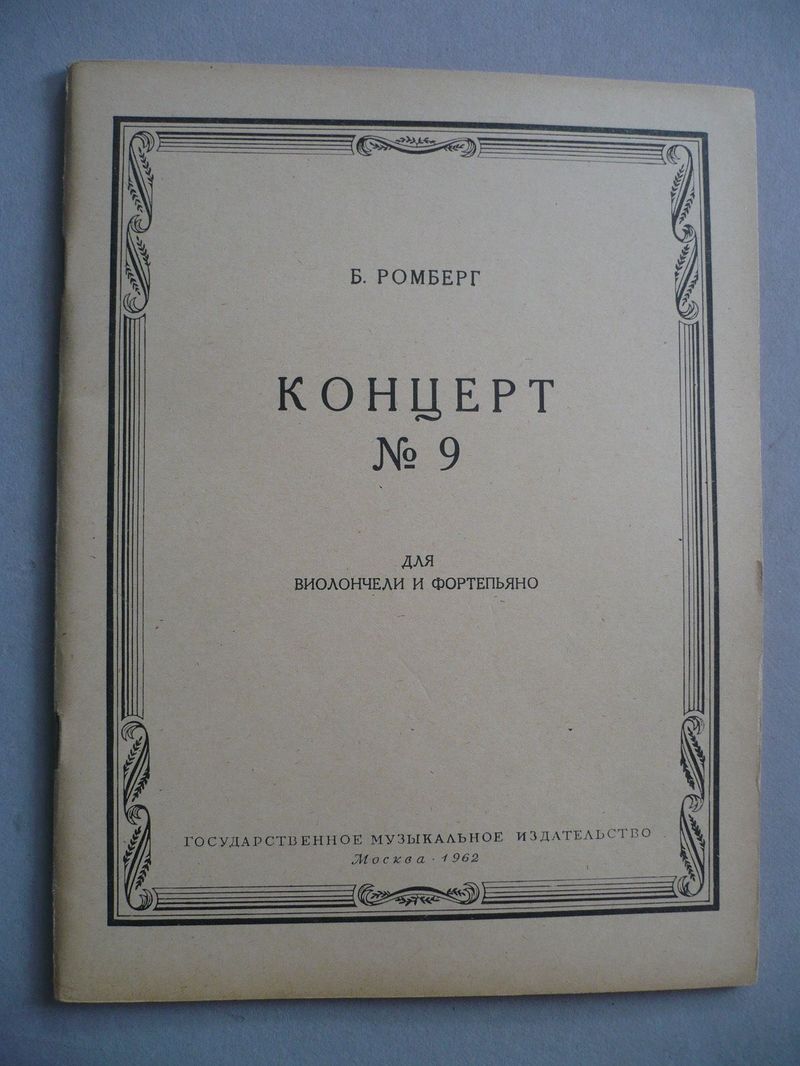 Б. РОМБЕРГ
КОНЦЕРТ
№ 9
ДЛЯ
ВИОЛОНЧЕЛИ И ФОРТЕПЬЯНО
ГОСУДАРСТВЕННОЕ МУЗЫКАЛЬНОЕ ИЗДАТЕЛЬСТВО
Москва · 1962